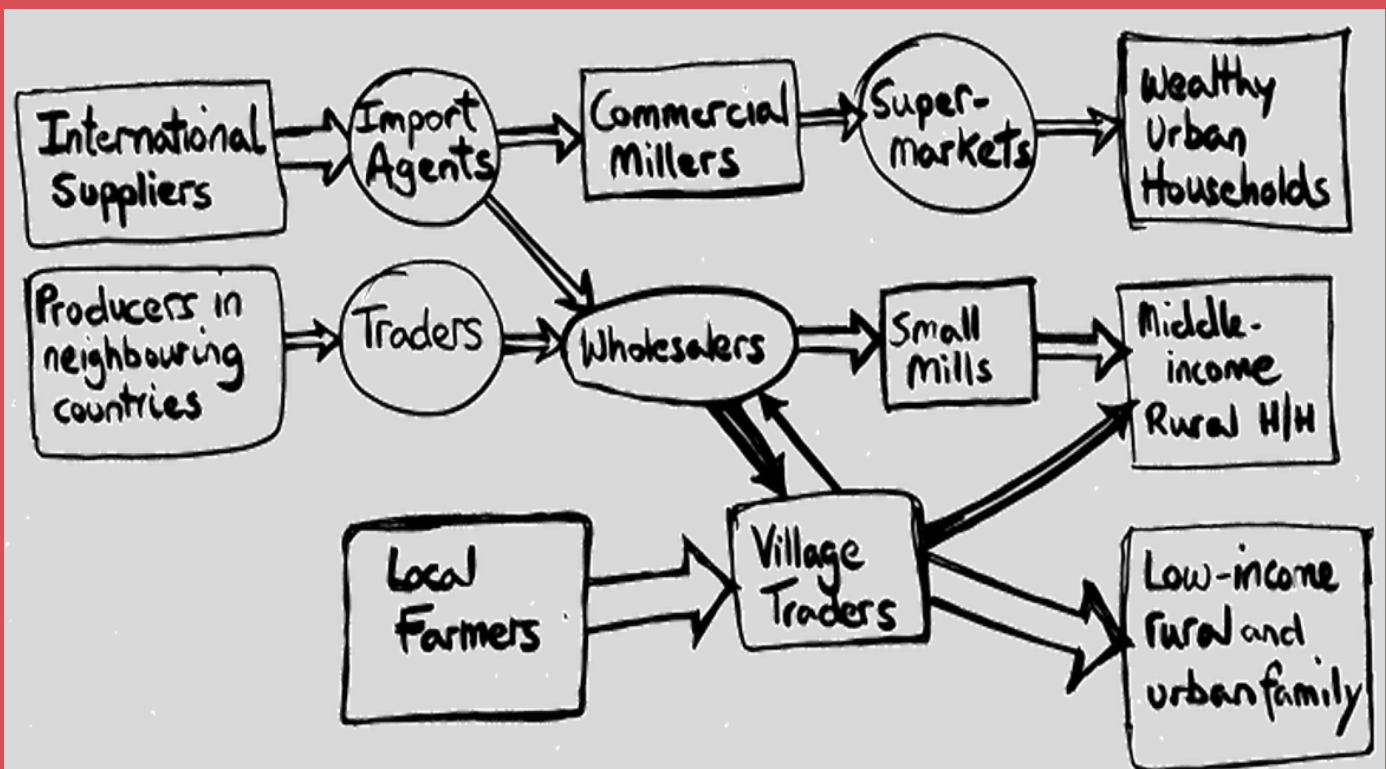 International
Suppliers
Import
Agents
Commercial
Millers
Super-
markets
Wealthy
Urban
Households
Producers in
neighbouring
countries
Traders
Wholesalers
Small
Mills
Middle-
income
Rural H/H
Local
Farmers
Village
Traders
Low-income
rural and
urban family